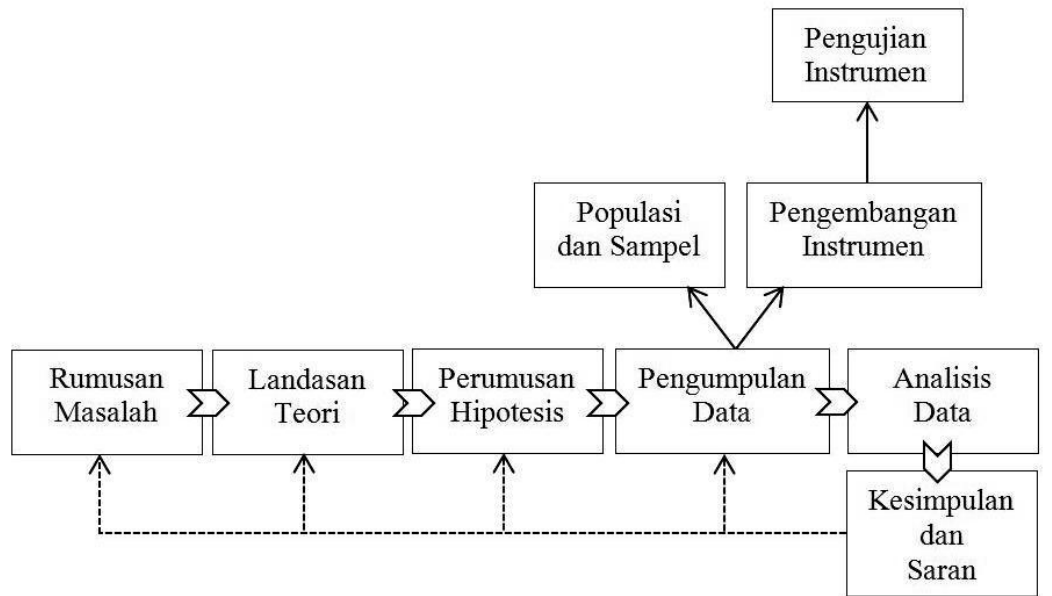 Pengujian
Instrumen
Populasi
dan Sampel
Pengembangan
Instrumen
Rumusan
Masalah
Landasan
Teori
Perumusan
Hipotesis
Pengumpulan
Data
Analisis
Data
Kesimpulan
dan
Saran